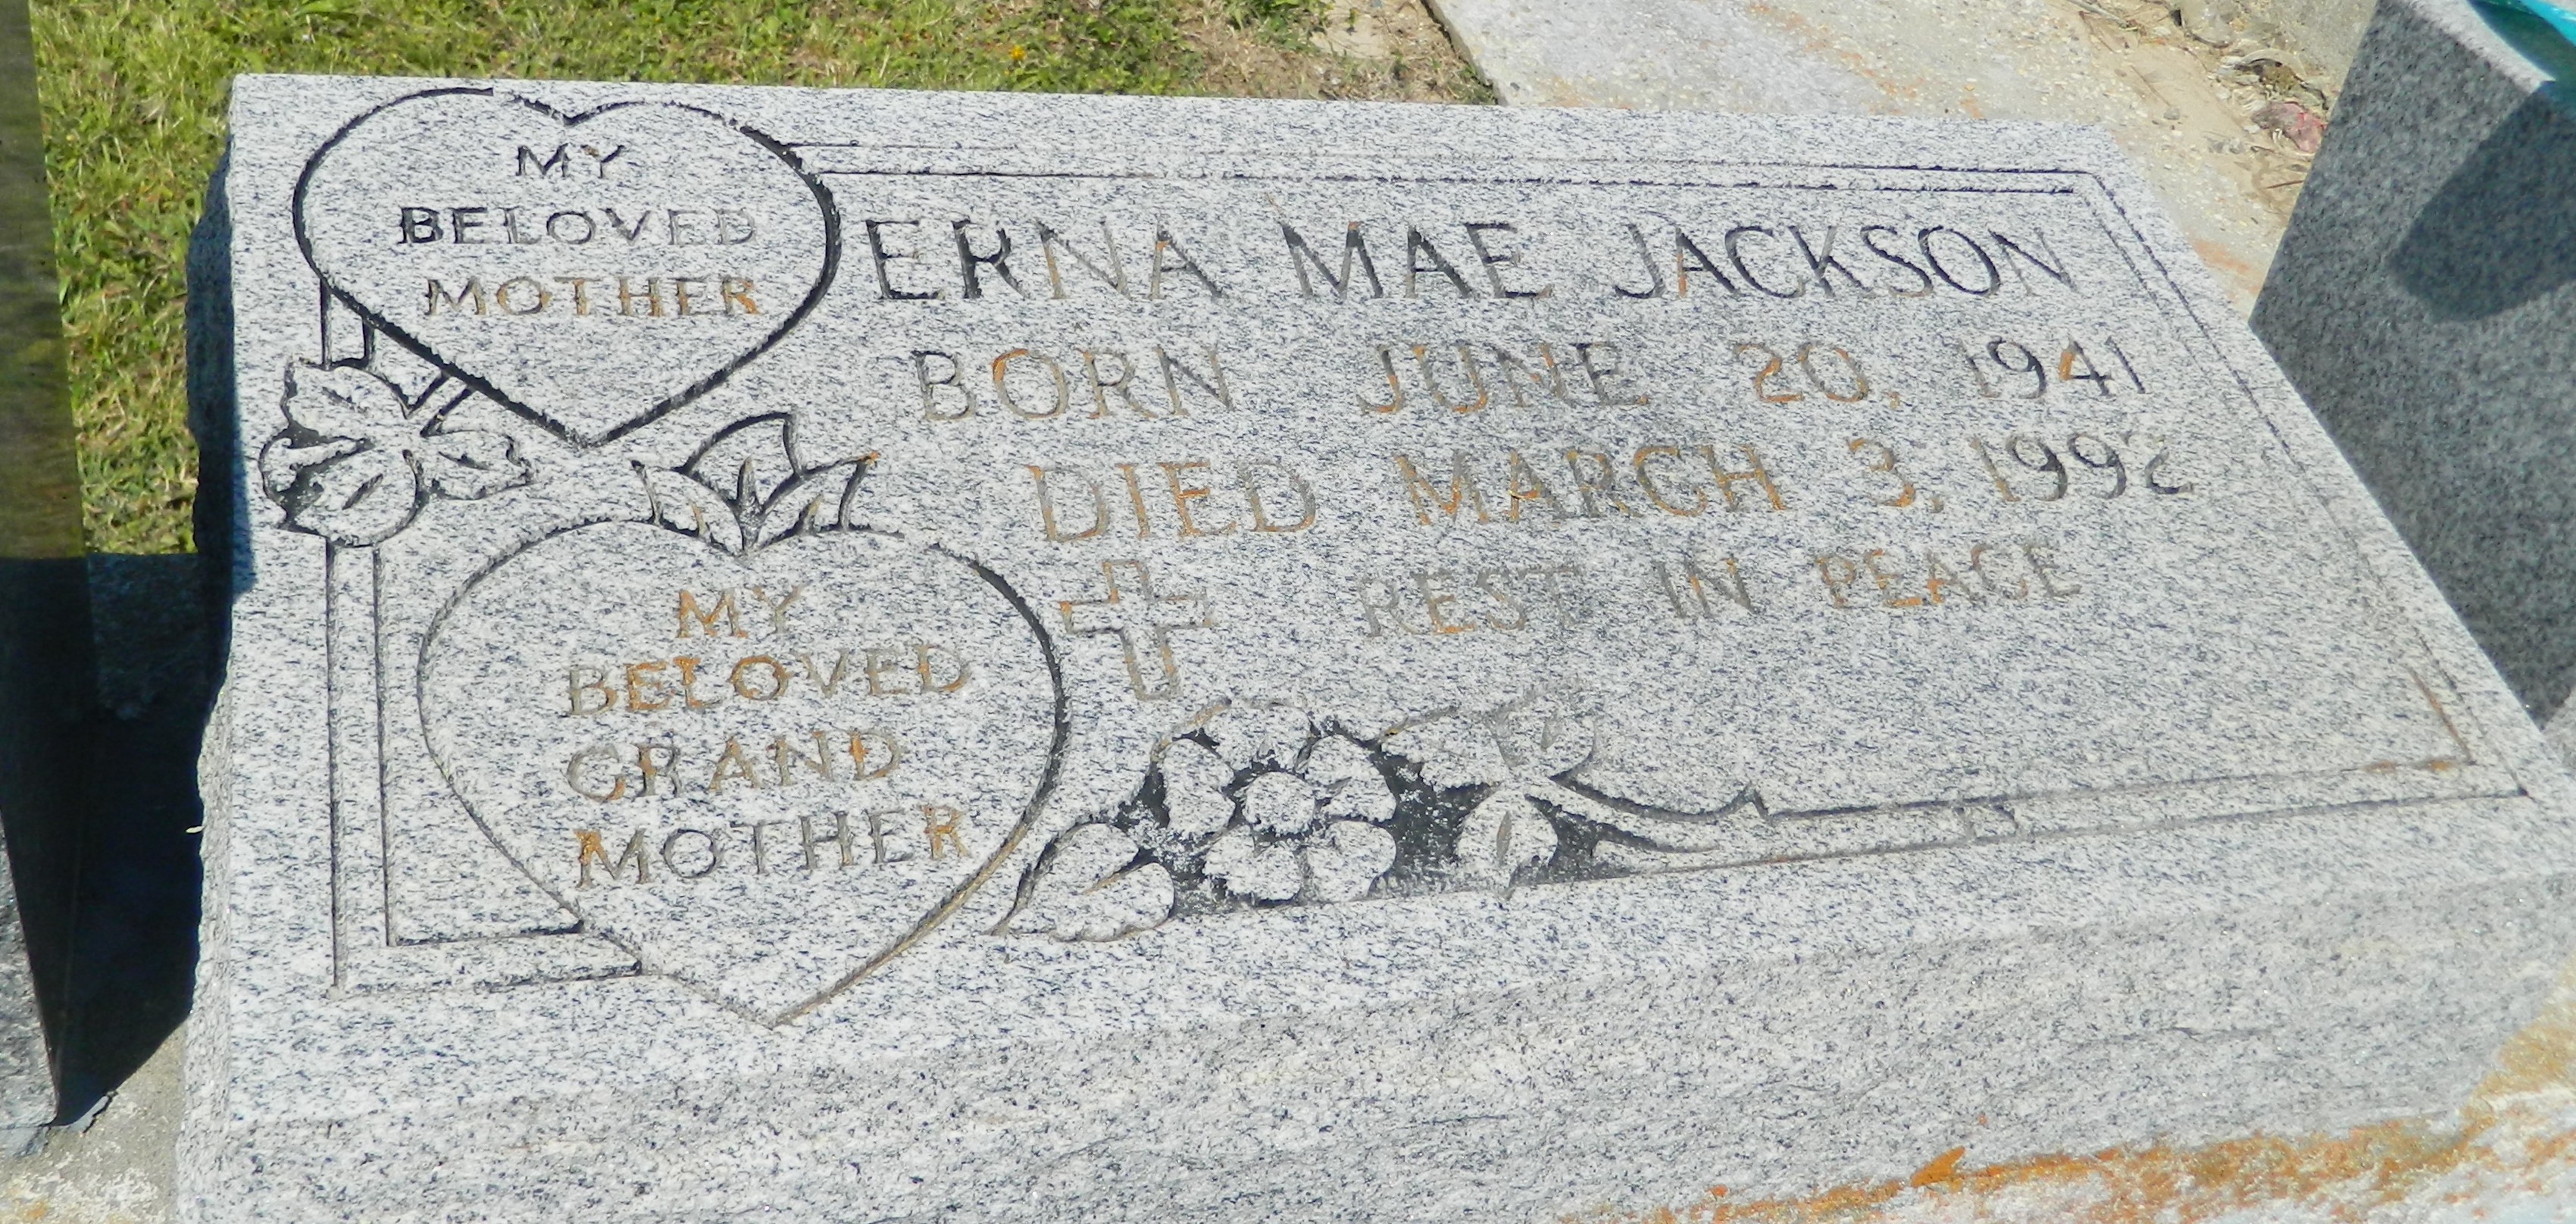 MY
BELOVED
MOTHER
ERNA MAE JACKSON
BORN JUNE 20, 1941
DIED MARCH 3, 1992
REST IN PEACE
MY
BELOVED
GRAND
MOTHER